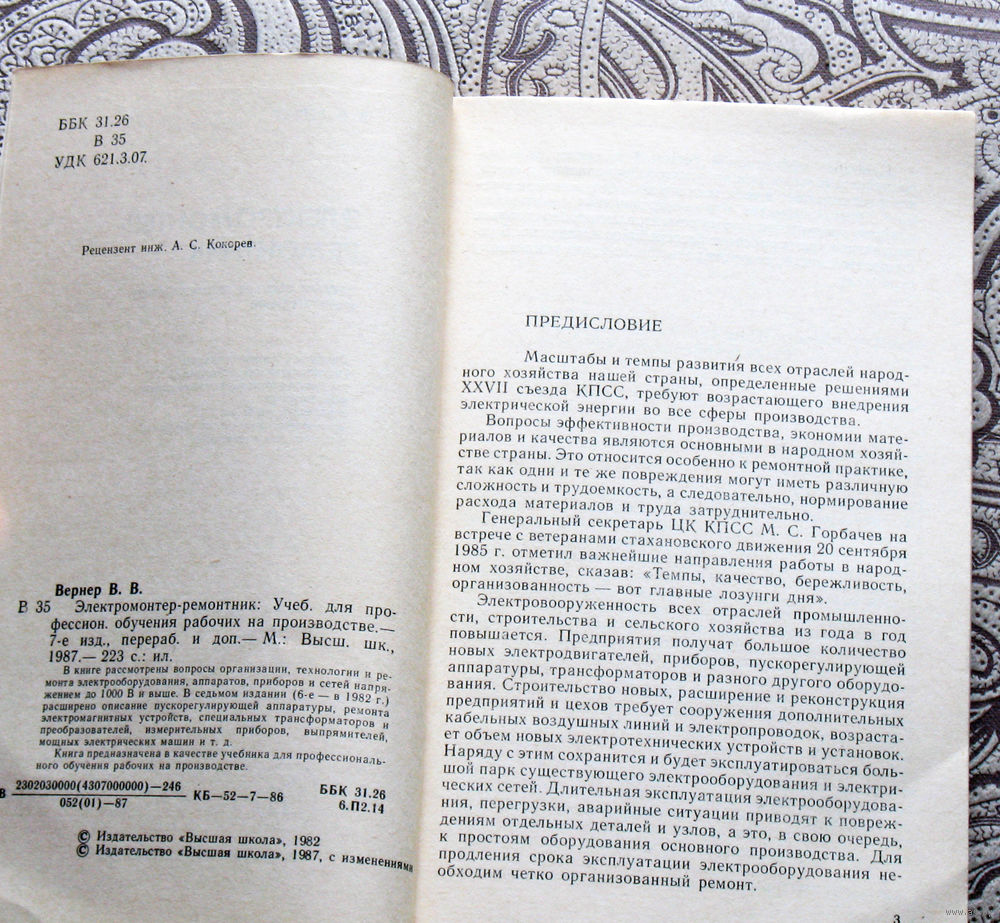 ББК 31.26
В 35
УДК 621.3.07.
Рецензент инж. А. С. Кокорев.
Вернер В. В.
В 35 Электромонтер-ремонтник: Учеб. для про-
фессион. обучения рабочих на производстве.—
7-е изд., перераб. и доп.— М.: Высш. шк.,
1987.— 223 с.: ил.
В книге рассмотрены вопросы организации, технологии и ре-
монта электрооборудования, аппаратов, приборов и сетей напря-
жением до 1000 В и выше. В седьмом издании (6-е — в 1982 г.)
расширено описание пускорегулирующей аппаратуры, ремонта
электромагнитных устройств, специальных трансформаторов и
преобразователей, измерительных приборов, выпрямителей,
мощных электрических машин и т. д.
Книга предназначена в качестве учебника для профессиональ-
ного обучения рабочих на производстве.
2302030000(4307000000)—246
В КБ—52—7—86
052(01)—87
ББК 31.26
6.П2.14
© Издательство «Высшая школа», 1982
© Издательство «Высшая школа», 1987, с изменениями
ПРЕДИСЛОВИЕ
Масштабы и темпы развития всех отраслей народ-
ного хозяйства нашей страны, определенные решениями
XXVII съезда КПСС, требуют возрастающего внедрения
электрической энергии во все сферы производства.
Вопросы эффективности производства, экономии мате-
риалов и качества являются основными в народном хозяй-
стве страны. Это относится особенно к ремонтной практике,
так как одни и те же повреждения могут иметь различную
сложность и трудоемкость, а следовательно, нормирование
расхода материалов и труда затруднительно.
Генеральный секретарь ЦК КПСС М. С. Горбачев на
встрече с ветеранами стахановского движения 20 сентября
1985 г. отметил важнейшие направления работы в народ-
ном хозяйстве, сказав: «Темпы, качество, бережливость,
организованность — вот главные лозунги дня».
Электровооруженность всех отраслей промышленно-
сти, строительства и сельского хозяйства из года в год
повышается. Предприятия получат большое количество
новых электродвигателей, приборов, пускорегулирующей
аппаратуры, трансформаторов и разного другого оборудо-
вания. Строительство новых, расширение и реконструкция
предприятий и цехов требует сооружения дополнительных
кабельных воздушных линий и электропроводок, возраста-
ет объем новых электротехнических устройств и установок.
Наряду с этим сохранится и будет эксплуатироваться боль-
шой парк существующего электрооборудования и электри-
ческих сетей. Длительная эксплуатация электрооборудова-
ния, перегрузки, аварийные ситуации приводят к повреж-
дениям отдельных деталей и узлов, а это, в свою очередь,
к простоям оборудования основного производства. Для
продления срока эксплуатации электрооборудования не-
обходим четко организованный ремонт.
3